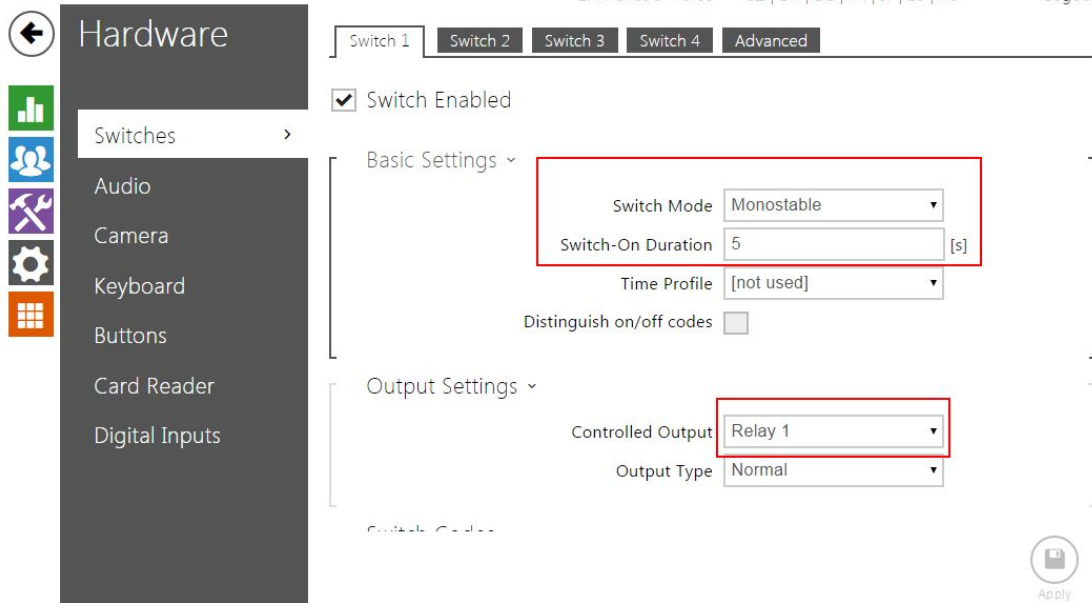 Hardware
Switches
Audio
Camera
Keyboard
Buttons
Card Reader
Digital Inputs
Switch 1 Switch 2 Switch 3 Switch 4 Advanced
Switch Enabled
Basic Settings
Switch Mode Monostable
Switch-On Duration 5 [s]
Time Profile [not used]
Distinguish on/off codes
Output Settings
Controlled Output Relay 1
Output Type Normal
Apply